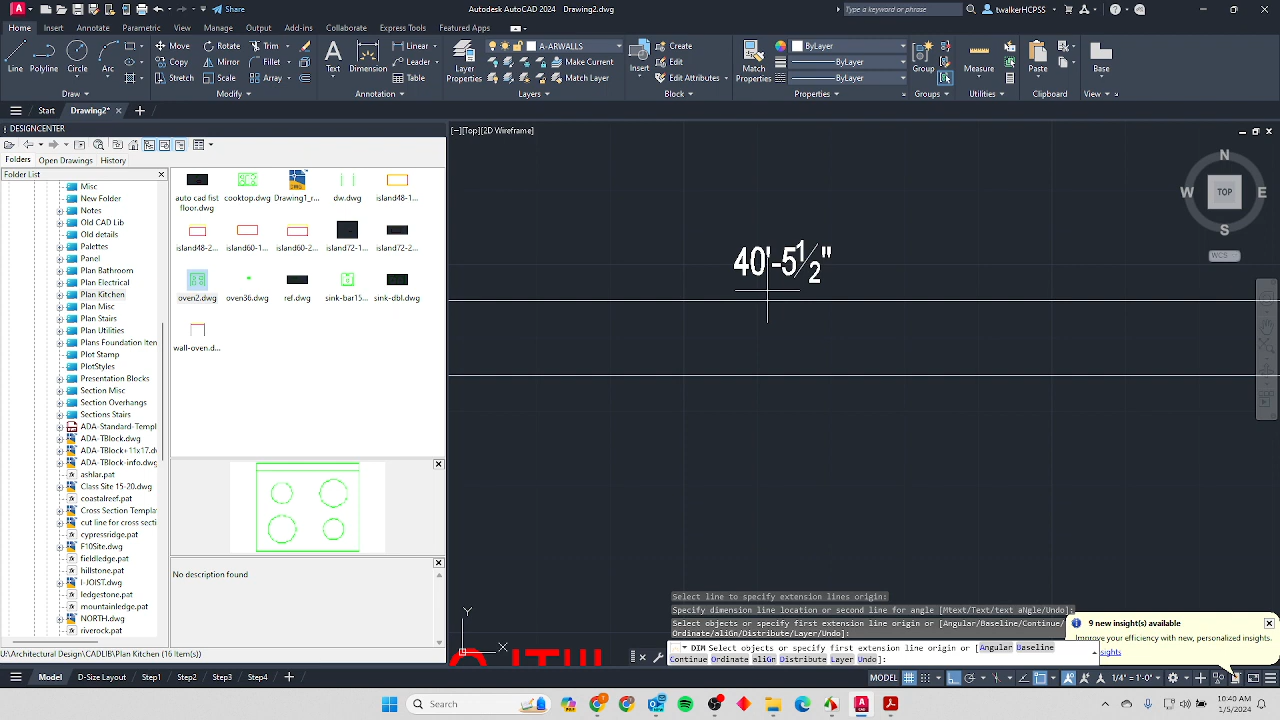 Share
Autodesk AutoCAD 2024 Drawing2.dwg
Type a keyword or phrase
twalkerHCPSS
Home Insert Annotate Parametric View Manage Output Add-ins Collaborate Express Tools Featured Apps
Line Polyline Circle Arc
Move Rotate Trim
Copy Mirror Fillet
Stretch Scale Array
Text Dimension
Linear
Leader
Table
Layer
Properties
A-ARWALLS
Make Current
Match Layer
Insert
Create
Edit
Edit Attributes
Match
Properties
ByLayer
ByLayer
ByLayer
Group Measure Paste Base
Draw Modify Annotation Layers Block Properties Groups Utilities Clipboard View
Start Drawing2*
DESIGNCENTER
Folders Open Drawings History
Folder List
Misc
New Folder
Notes
Old CAD Lib
Old details
Palettes
Panel
Plan Bathroom
Plan Electrical
Plan Kitchen
Plan Misc
Plan Stairs
Plan Utilities
Plans Foundation Item
Plot Stamp
PlotStyles
Presentation Blocks
Section Misc
Section Overhangs
Sections Stairs
ADA-Standard-Templ
ADA-TBlock.dwg
ADA-TBlock+11x17.dv
ADA-TBlock-info.dwg
ashlar.pat
Class Site 15-20.dwg
coastalreef.pat
Cross Section Templa
cut line for cross secti
cypressridge.pat
F10Site.dwg
fieldledge.pat
hillstone.pat
I-JOIST.dwg
ledgestone.pat
mountainledge.pat
NORTH.dwg
riverock.pat
auto cad fist floor.dwg
cooktop.dwg
Drawing1_r...
dw.dwg
island48-1...
island48-2...
island60-1...
island60-2...
island72-1...
island72-2...
oven2.dwg
oven36.dwg
ref.dwg
sink-bar15...
sink-dbl.dwg
wall-oven.d...
No description found
U:\Architectural Design\CADLIB\Plan Kitchen (16 Item(s))
[−][Top][2D Wireframe]
40'-5 1/2"
N
W TOP E
S
WCS
Y
X
Select line to specify extension lines origin:
Specify dimension line location or second line for angle [Mtext/Text/text aNgle/Undo]:
Select objects or specify first extension line origin or [Angular/Baseline/Continue/
Ordinate/aliGn/Distribute/Layer/Undo]:
DIM Select objects or specify first extension line origin or [Angular Baseline
Continue Ordinate aliGn Distribute Layer Undo]:
9 new insight(s) available
Improve your efficiency with new, personalized insights.
sights
Model Step4
MODEL 1/4"=1'-0"
Search
10:40 AM
1/5/2024